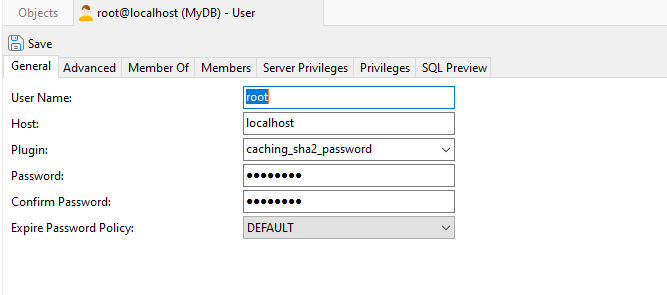 Objects root@localhost (MyDB) - User
Save
General Advanced Member Of Members Server Privileges Privileges SQL Preview
User Name: root
Host: localhost
Plugin: caching_sha2_password
Password: ●●●●●●●●
Confirm Password: ●●●●●●●●
Expire Password Policy: DEFAULT